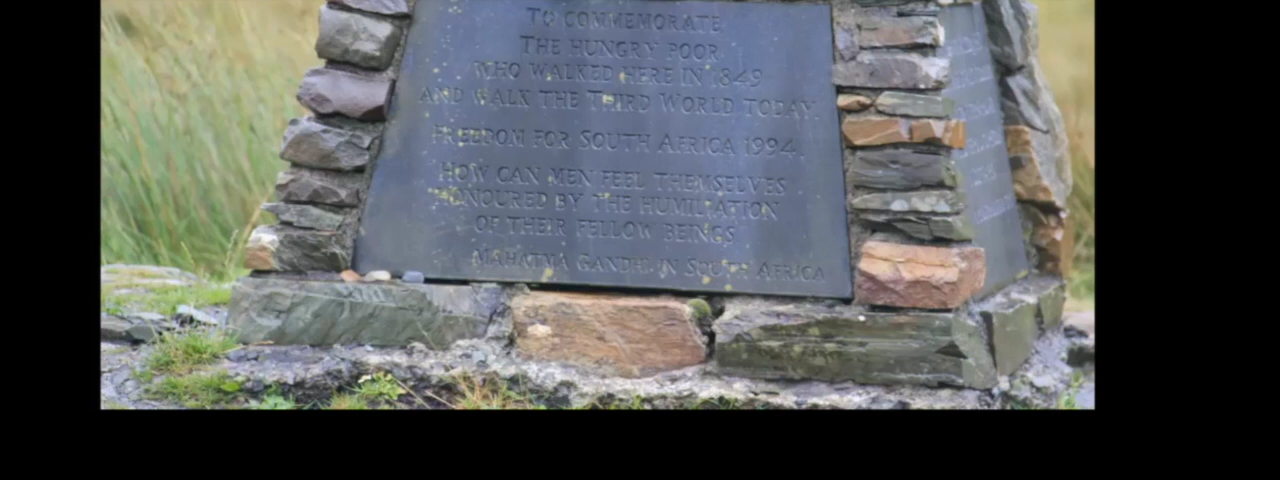 TO COMMEMORATE
THE HUNGRY POOR
WHO WALKED HERE IN 1849
AND WALK THE THIRD WORLD TODAY.
FREEDOM FOR SOUTH AFRICA 1994.
HOW CAN MEN FEEL THEMSELVES
HONOURED BY THE HUMILIATION
OF THEIR FELLOW BEINGS
MAHATMA GANDHI IN SOUTH AFRICA